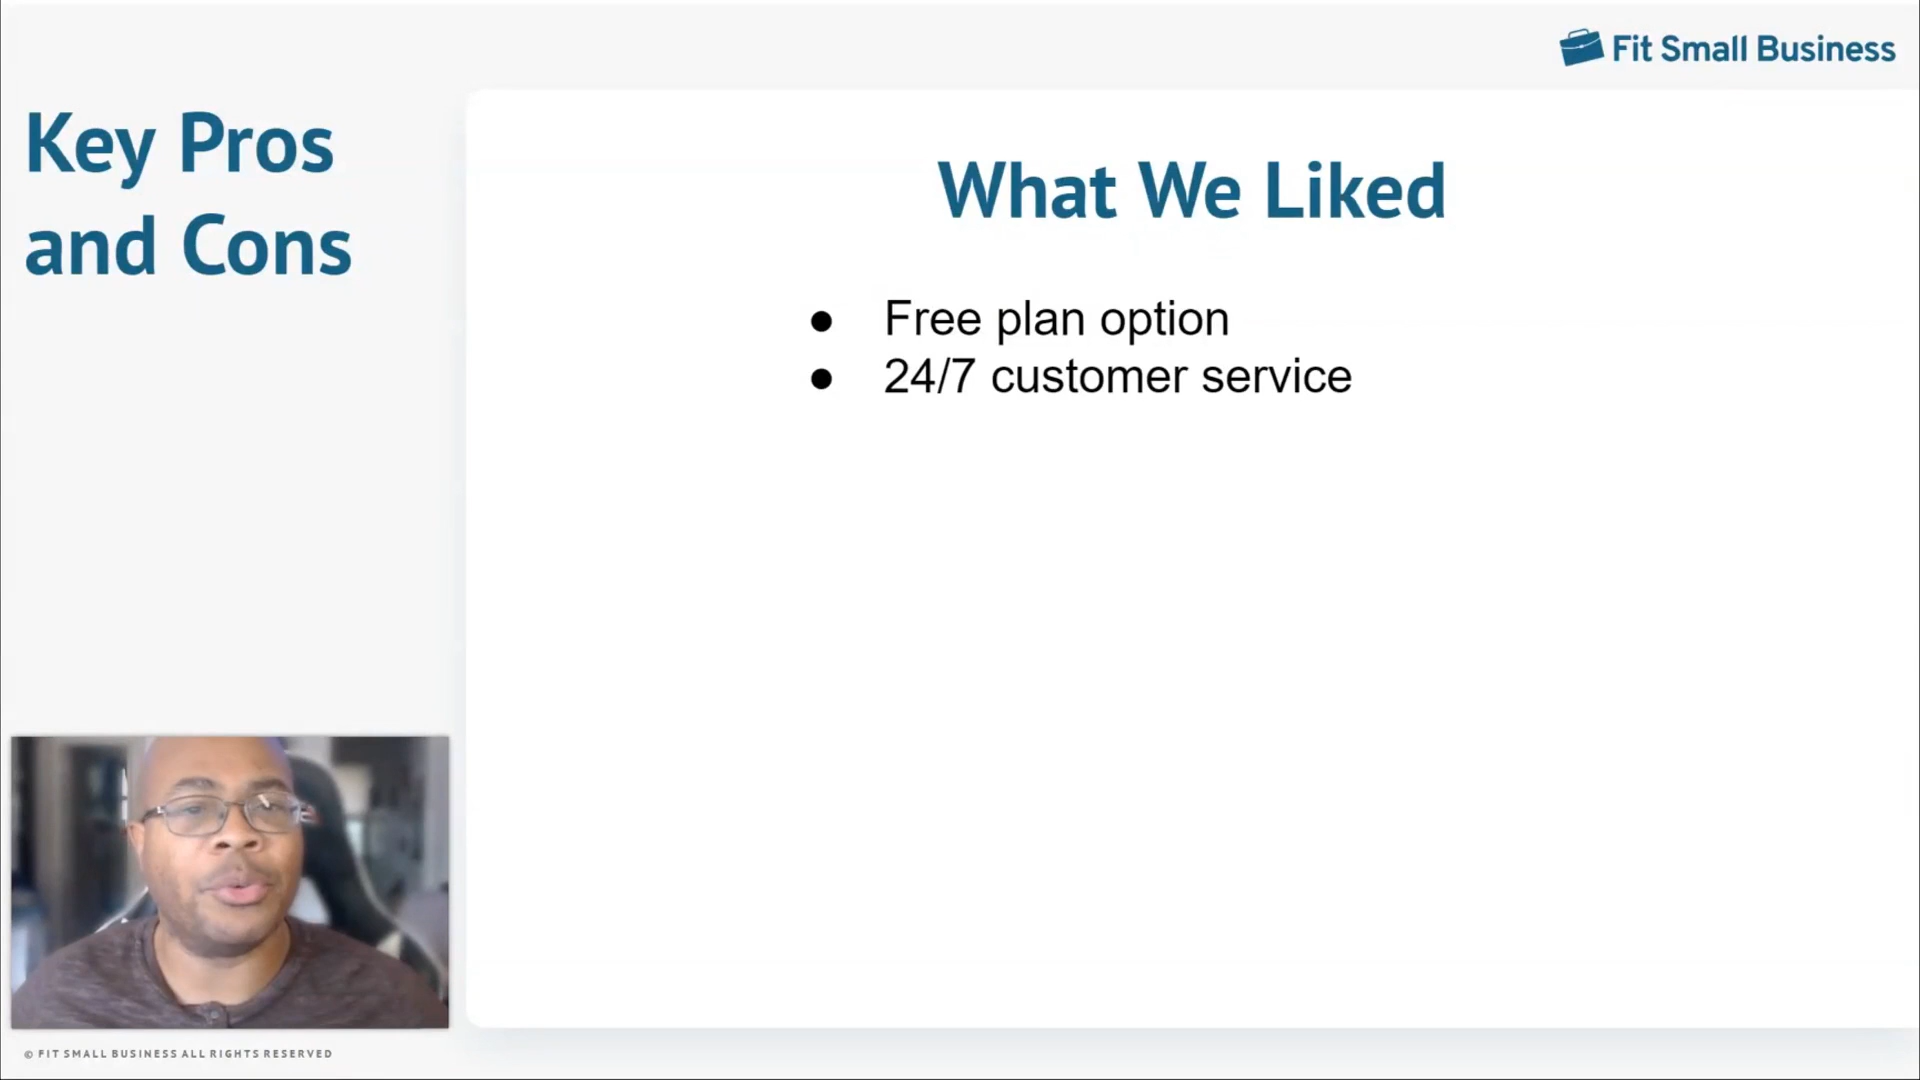 Fit Small Business
Key Pros
and Cons
What We Liked
● Free plan option
● 24/7 customer service
© FIT SMALL BUSINESS ALL RIGHTS RESERVED